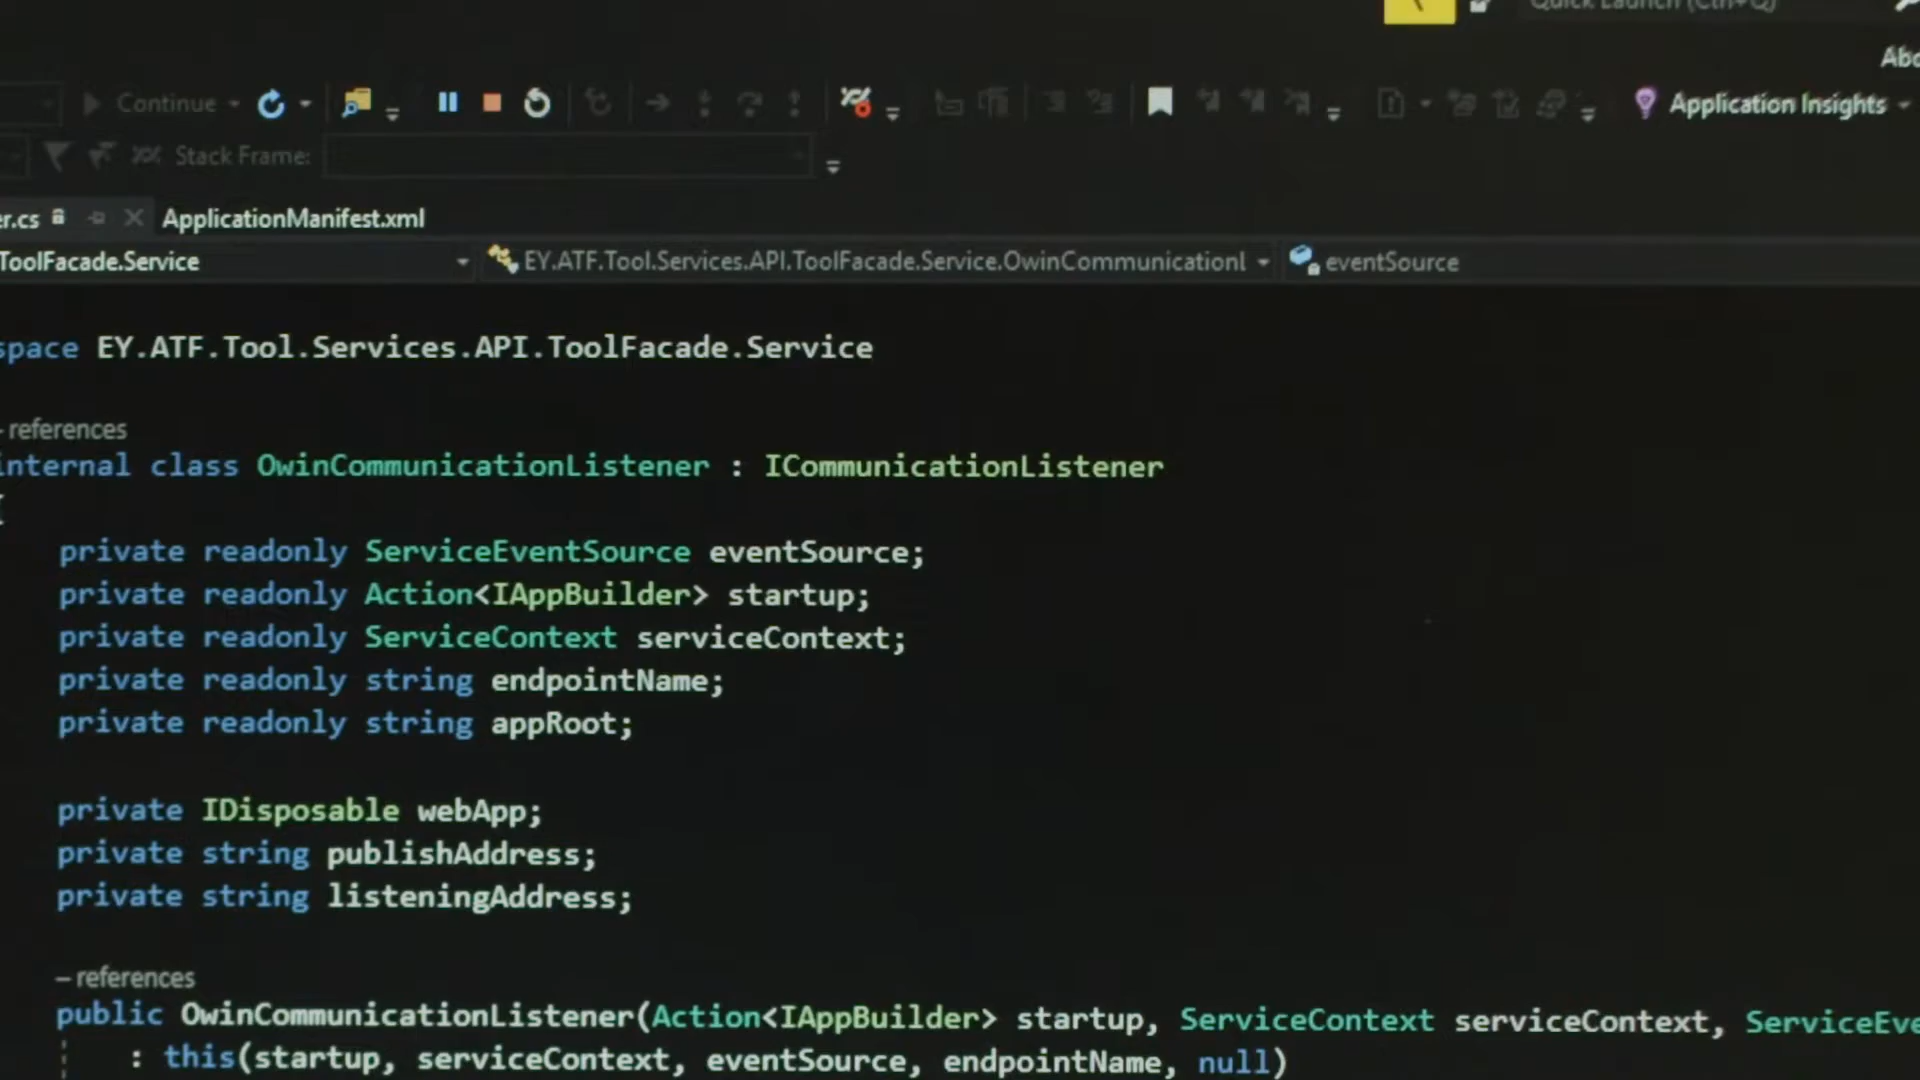 Quick Launch (Ctrl+Q)
Continue
Application Insights
Stack Frame:
er.cs ApplicationManifest.xml
ToolFacade.Service EY.ATF.Tool.Services.API.ToolFacade.Service.OwinCommunicationl eventSource
space EY.ATF.Tool.Services.API.ToolFacade.Service
- references
internal class OwinCommunicationListener : ICommunicationListener
{
private readonly ServiceEventSource eventSource;
private readonly Action<IAppBuilder> startup;
private readonly ServiceContext serviceContext;
private readonly string endpointName;
private readonly string appRoot;
private IDisposable webApp;
private string publishAddress;
private string listeningAddress;
– references
public OwinCommunicationListener(Action<IAppBuilder> startup, ServiceContext serviceContext, ServiceEve
: this(startup, serviceContext, eventSource, endpointName, null)